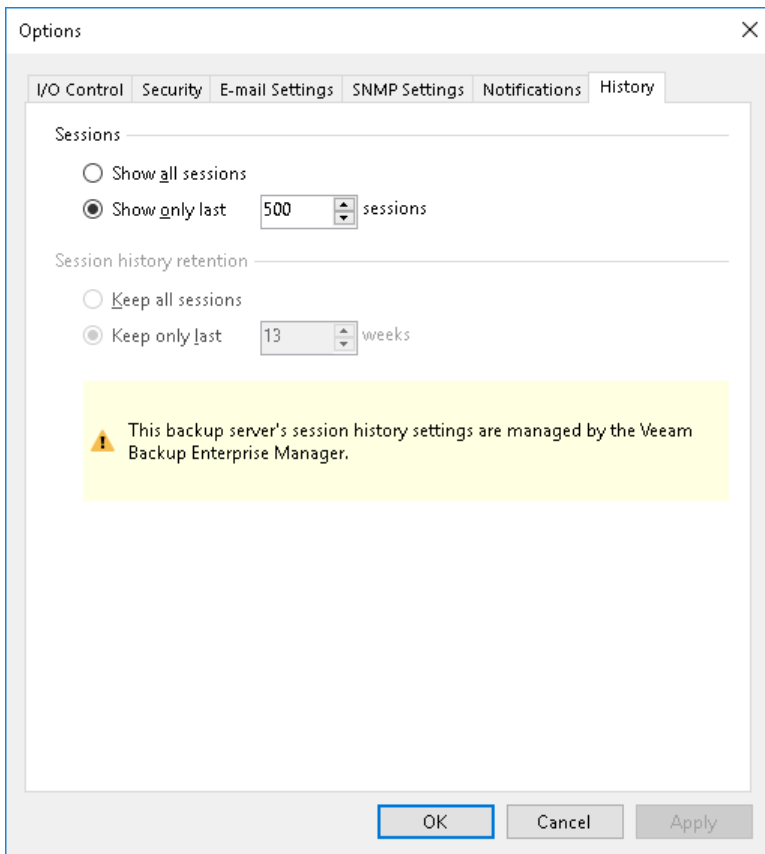 Options
I/O Control Security E-mail Settings SNMP Settings Notifications History
Sessions
Show all sessions
Show only last 500 sessions
Session history retention
Keep all sessions
Keep only last 13 weeks
This backup server's session history settings are managed by the Veeam
Backup Enterprise Manager.
OK Cancel Apply